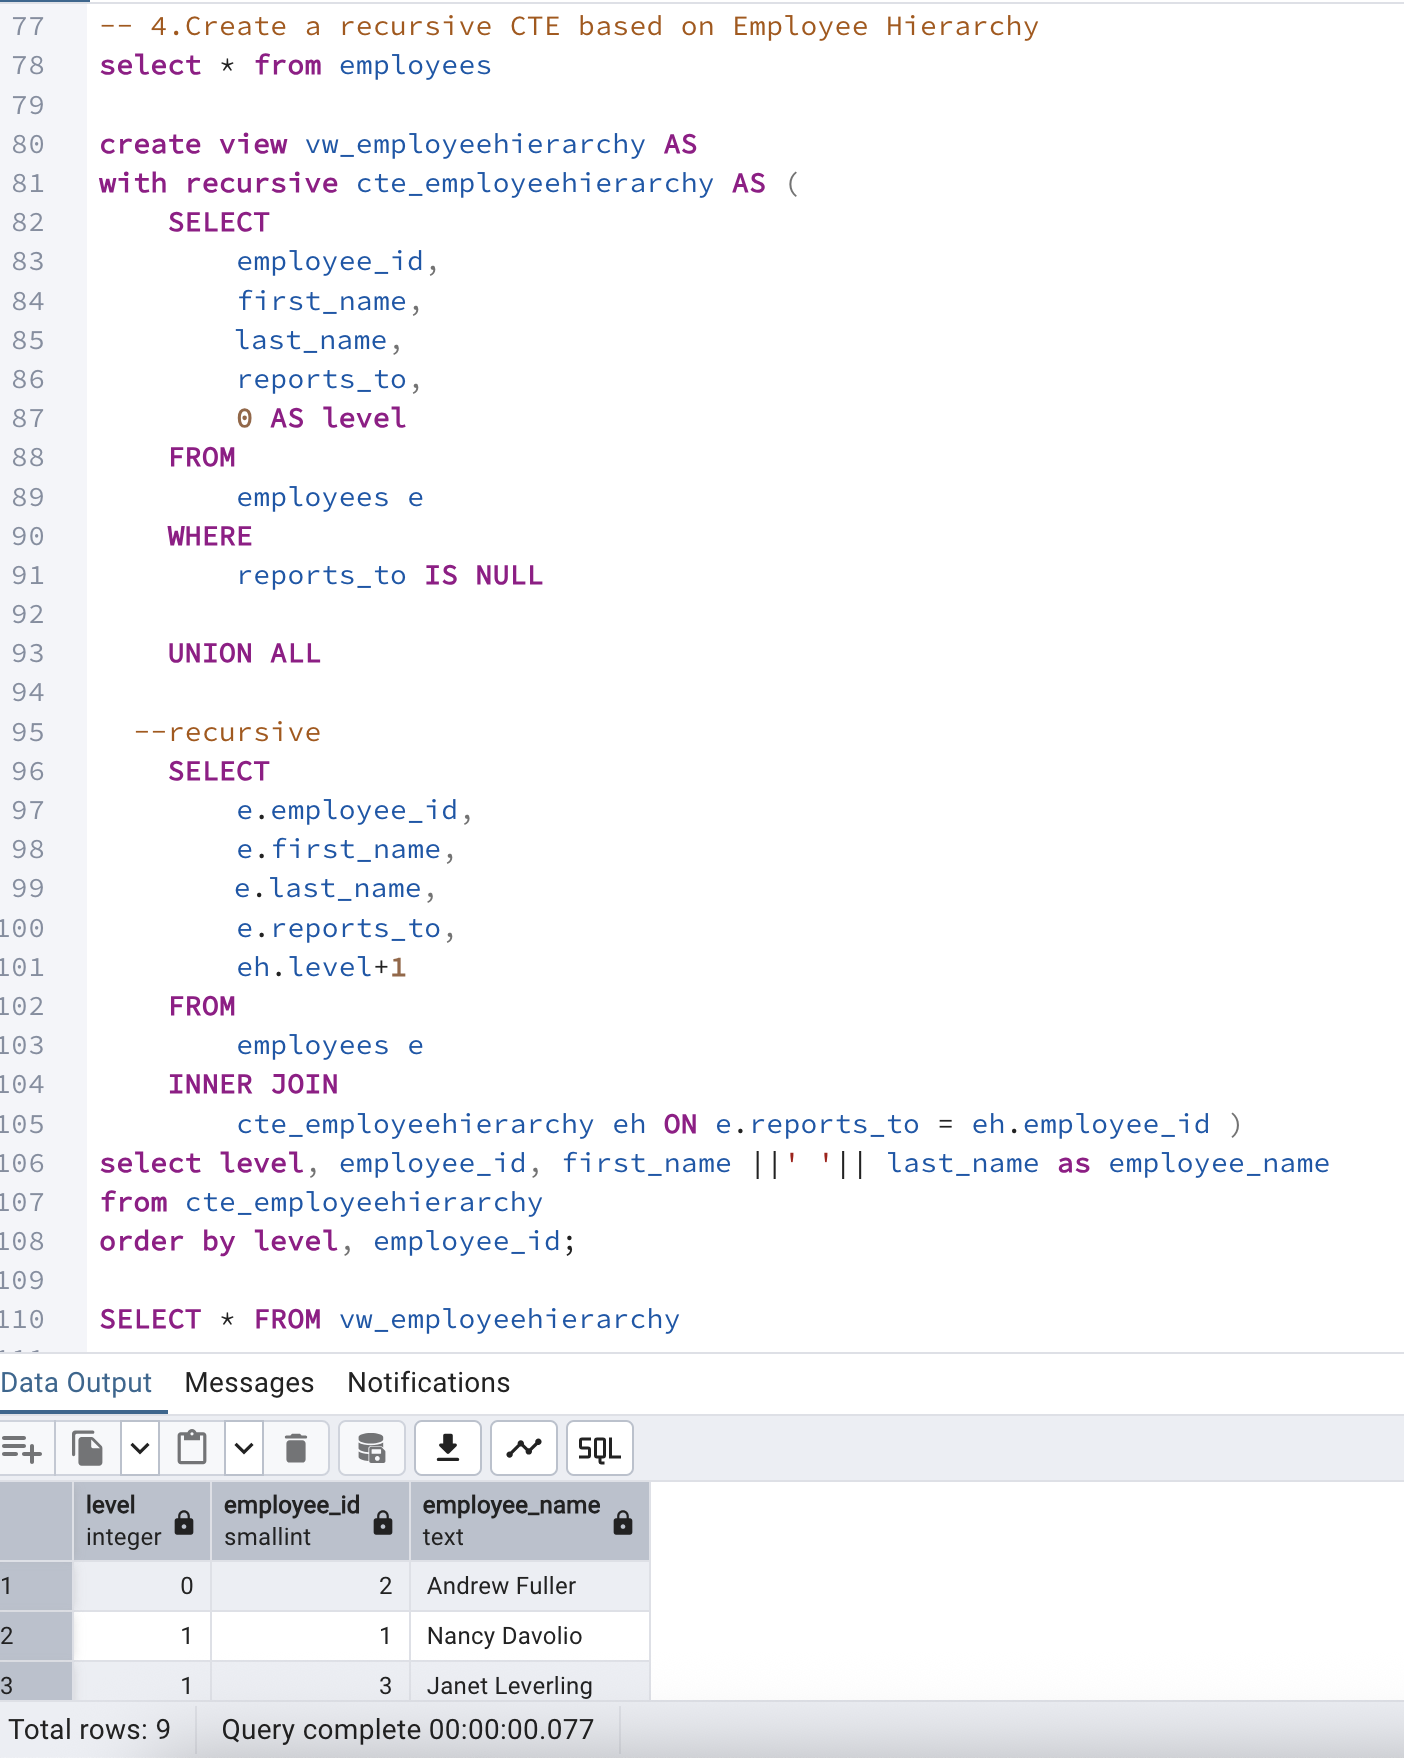 77 -- 4.Create a recursive CTE based on Employee Hierarchy
78 select * from employees
79
80 create view vw_employeehierarchy AS
81 with recursive cte_employeehierarchy AS (
82 SELECT
83 employee_id,
84 first_name,
85 last_name,
86 reports_to,
87 0 AS level
88 FROM
89 employees e
90 WHERE
91 reports_to IS NULL
92
93 UNION ALL
94
95 --recursive
96 SELECT
97 e.employee_id,
98 e.first_name,
99 e.last_name,
100 e.reports_to,
101 eh.level+1
102 FROM
103 employees e
104 INNER JOIN
105 cte_employeehierarchy eh ON e.reports_to = eh.employee_id )
106 select level, employee_id, first_name ||' '|| last_name as employee_name
107 from cte_employeehierarchy
108 order by level, employee_id;
109
110 SELECT * FROM vw_employeehierarchy
Data Output Messages Notifications
SQL
level employee_id employee_name
integer smallint text
1 0 2 Andrew Fuller
2 1 1 Nancy Davolio
3 1 3 Janet Leverling
Total rows: 9 Query complete 00:00:00.077